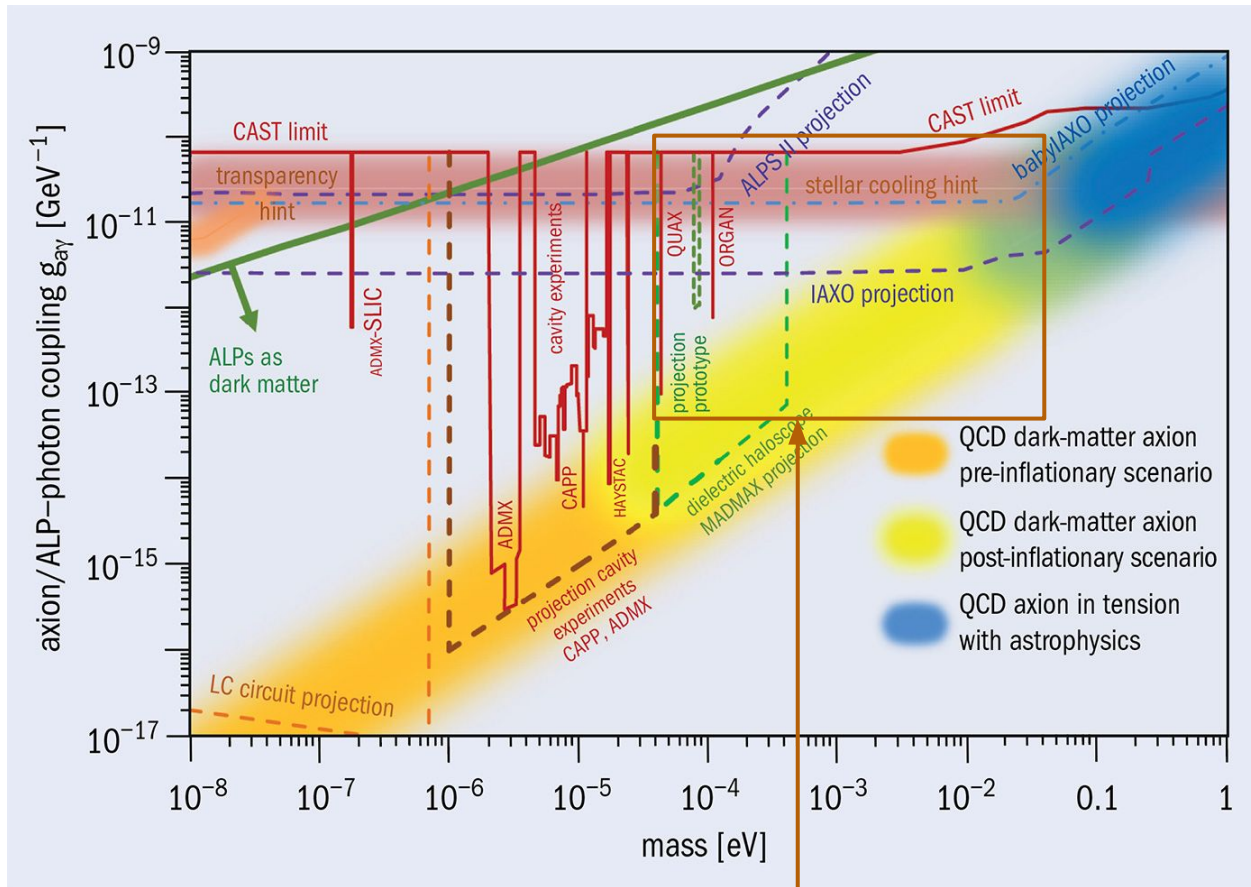 axion/ALP–photon coupling gaγ [GeV−1]
10−9
10−11
10−13
10−15
10−17
CAST limit
transparency
hint
ALPs as
dark matter
ADMX-SLIC
LC circuit projection
ADMX
cavity experiments
CAPP
HAYSTAC
projection cavity
experiments
CAPP, ADMX
QUAX
ORGAN
projection
prototype
ALPS II projection
CAST limit
babyIAXO projection
stellar cooling hint
IAXO projection
dielectric haloscope
MADMAX projection
QCD dark-matter axion
pre-inflationary scenario
QCD dark-matter axion
post-inflationary scenario
QCD axion in tension
with astrophysics
10−8
10−7
10−6
10−5
10−4
10−3
10−2
0.1
1
mass [eV]